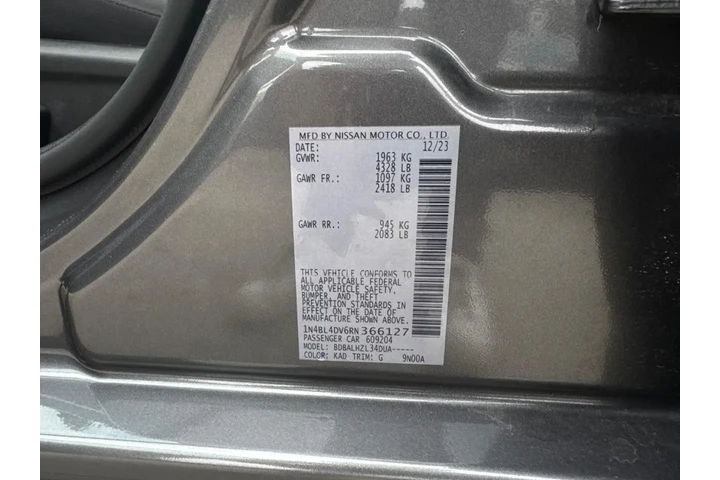 MFD BY NISSAN MOTOR CO., LTD.
DATE: 12/23
GVWR: 1963 KG
4328 LB
GAWR FR.: 1097 KG
2418 LB
GAWR RR.: 945 KG
2083 LB
THIS VEHICLE CONFORMS TO
ALL APPLICABLE FEDERAL
MOTOR VEHICLE SAFETY,
BUMPER, AND THEFT
PREVENTION STANDARDS IN
EFFECT ON THE DATE OF
MANUFACTURE SHOWN ABOVE.
1N4BL4DV6RN366127
PASSENGER CAR 609204
MODEL: BDBALHZL34DUA-----
COLOR: KAD TRIM: G 9N00A